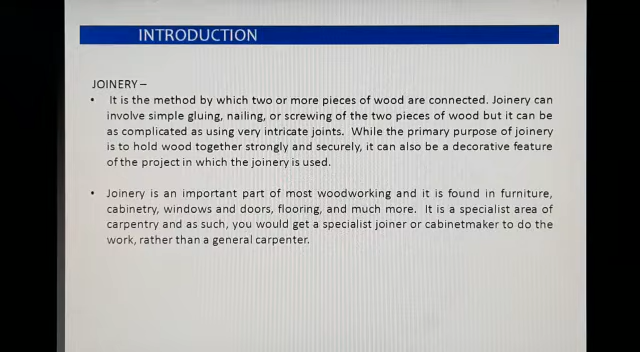 INTRODUCTION
JOINERY –
• It is the method by which two or more pieces of wood are connected. Joinery can
involve simple gluing, nailing, or screwing of the two pieces of wood but it can be
as complicated as using very intricate joints. While the primary purpose of joinery
is to hold wood together strongly and securely, it can also be a decorative feature
of the project in which the joinery is used.
• Joinery is an important part of most woodworking and it is found in furniture,
cabinetry, windows and doors, flooring, and much more. It is a specialist area of
carpentry and as such, you would get a specialist joiner or cabinetmaker to do the
work, rather than a general carpenter.